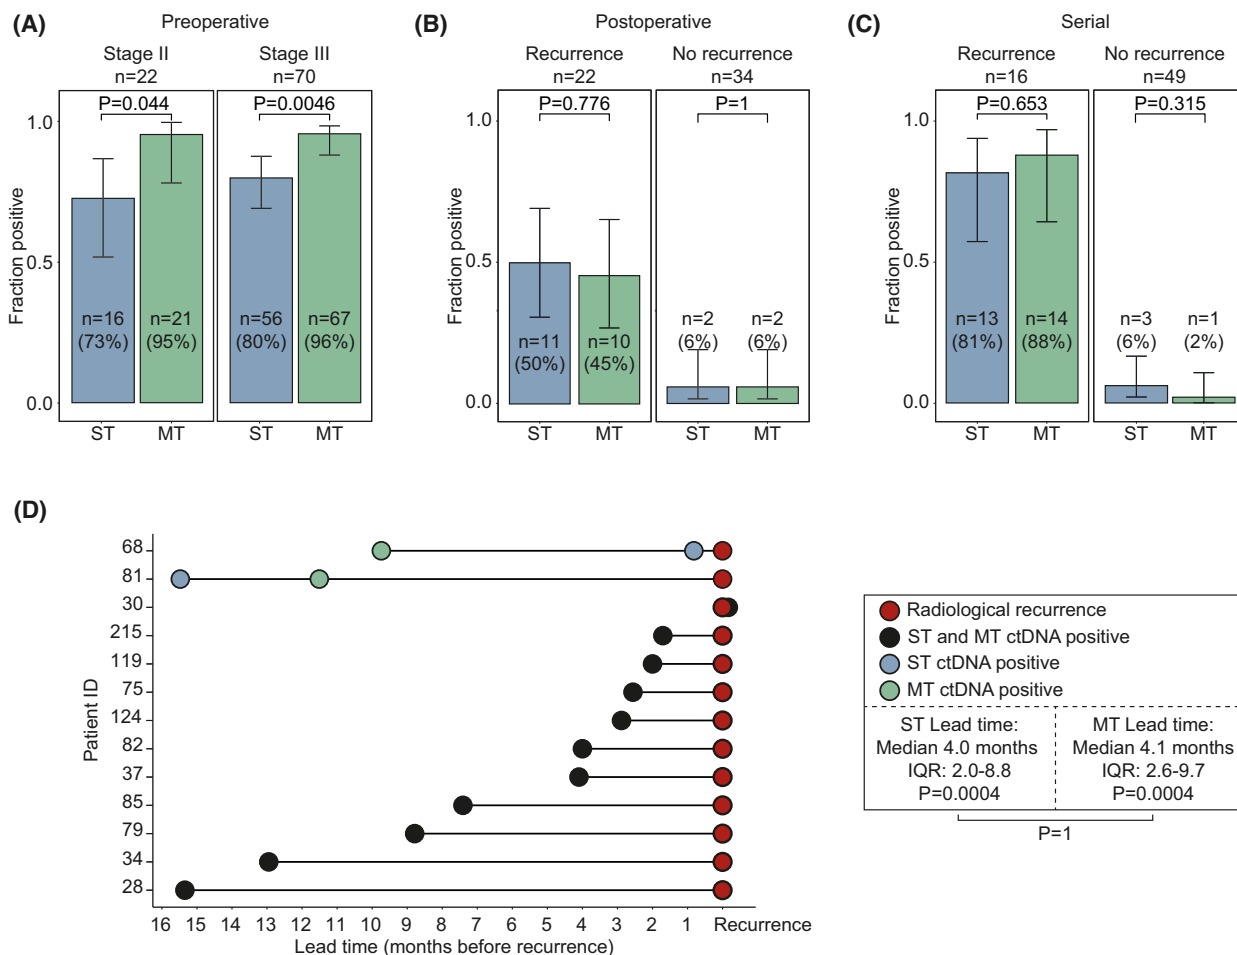 (A)
Preoperative
Stage II
n=22
Stage III
n=70
P=0.044
P=0.0046
1.0
0.5
0.0
Fraction positive
n=16
(73%)
n=21
(95%)
n=56
(80%)
n=67
(96%)
ST
MT
ST
MT
(B)
Postoperative
Recurrence
n=22
No recurrence
n=34
P=0.776
P=1
1.0
0.5
0.0
Fraction positive
n=11
(50%)
n=10
(45%)
n=2
(6%)
n=2
(6%)
ST
MT
ST
MT
(C)
Serial
Recurrence
n=16
No recurrence
n=49
P=0.653
P=0.315
1.0
0.5
0.0
Fraction positive
n=13
(81%)
n=14
(88%)
n=3
(6%)
n=1
(2%)
ST
MT
ST
MT
(D)
Patient ID
68
81
30
215
119
75
124
82
37
85
79
34
28
16 15 14 13 12 11 10 9 8 7 6 5 4 3 2 1 Recurrence
Lead time (months before recurrence)
Radiological recurrence
ST and MT ctDNA positive
ST ctDNA positive
MT ctDNA positive
ST Lead time:
Median 4.0 months
IQR: 2.0-8.8
P=0.0004
MT Lead time:
Median 4.1 months
IQR: 2.6-9.7
P=0.0004
P=1